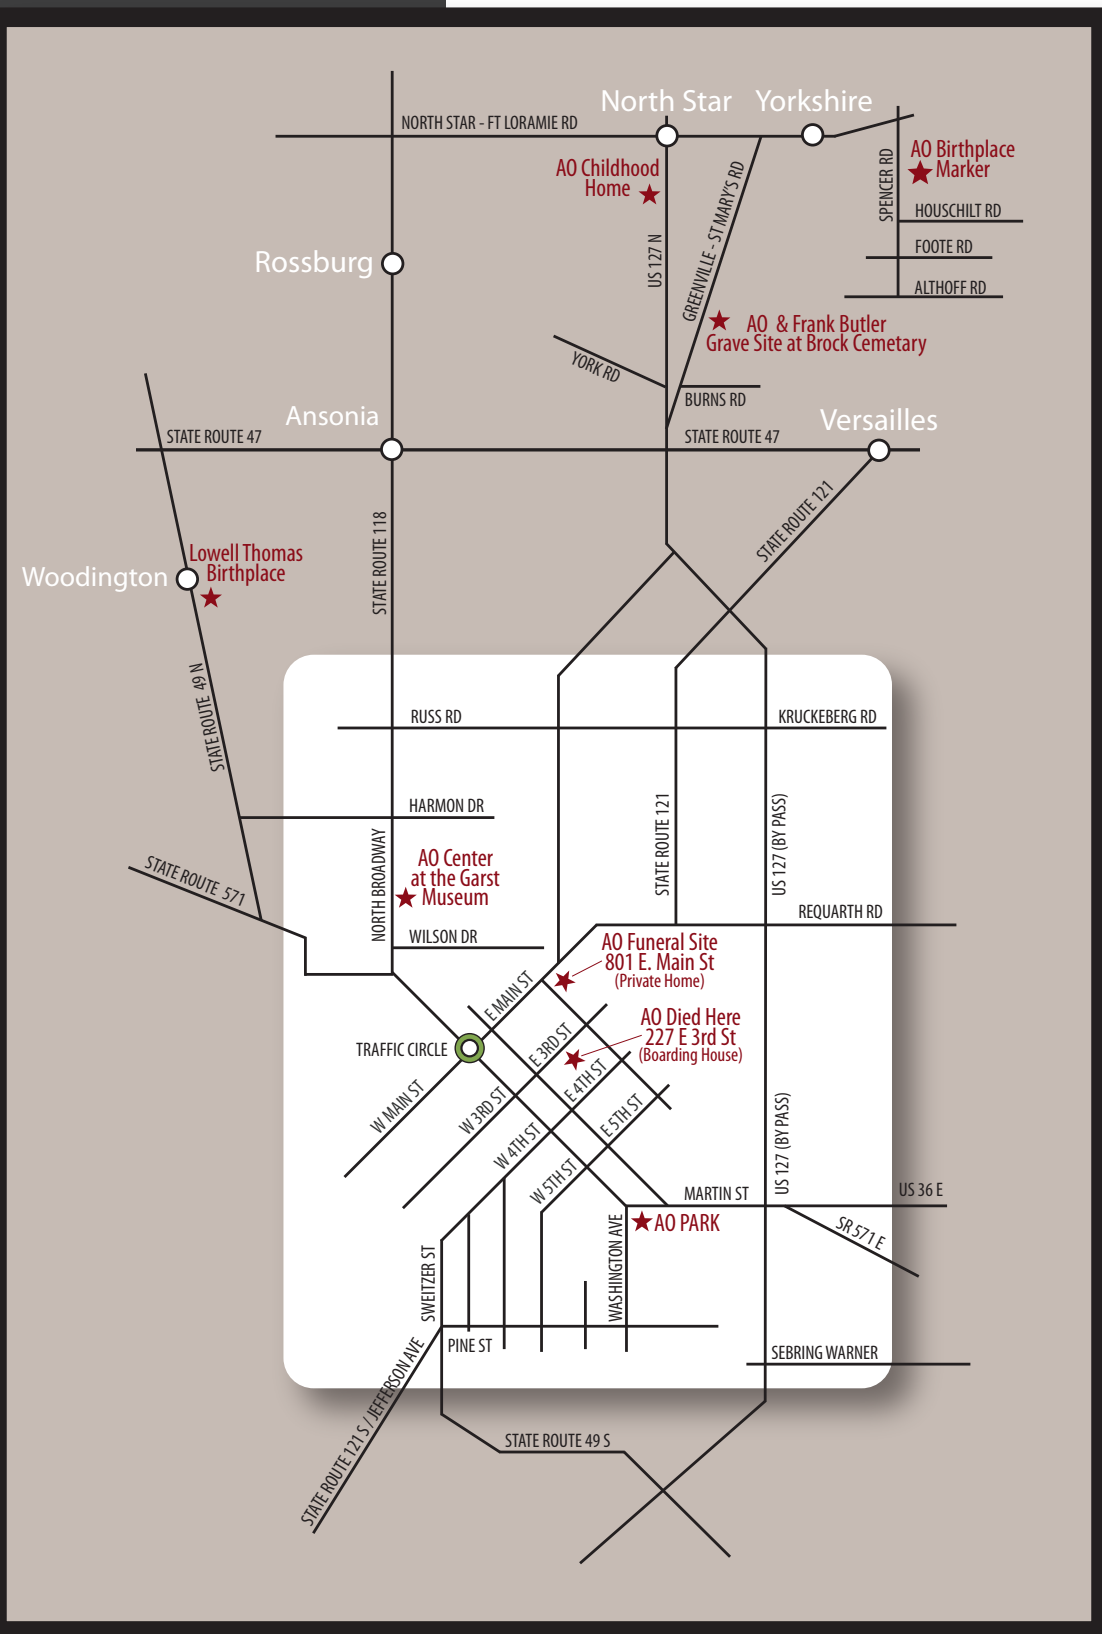 North Star
Yorkshire
NORTH STAR - FT LORAMIE RD
AO Birthplace
Marker
AO Childhood
Home
SPENCER RD
GREENVILLE - ST MARY'S RD
HOUSCHILT RD
US 127 N
FOOTE RD
Rossburg
ALTHOFF RD
AO & Frank Butler
Grave Site at Brock Cemetary
YORK RD
BURNS RD
Ansonia
Versailles
STATE ROUTE 47
STATE ROUTE 47
STATE ROUTE 121
STATE ROUTE 118
Lowell Thomas
Birthplace
Woodington
STATE ROUTE 49 N
RUSS RD
KRUCKEBERG RD
HARMON DR
STATE ROUTE 121
US 127 (BY PASS)
NORTH BROADWAY
AO Center
at the Garst
Museum
STATE ROUTE 571
REQUARTH RD
WILSON DR
AO Funeral Site
801 E. Main St
(Private Home)
E MAIN ST
AO Died Here
227 E 3rd St
(Boarding House)
TRAFFIC CIRCLE
E 3RD ST
E 4TH ST
W MAIN ST
W 3RD ST
E 5TH ST
W 4TH ST
W 5TH ST
US 127 (BY PASS)
MARTIN ST
US 36 E
AO PARK
SR 571 E
WASHINGTON AVE
SWEITZER ST
PINE ST
SEBRING WARNER
STATE ROUTE 121 S / JEFFERSON AVE
STATE ROUTE 49 S